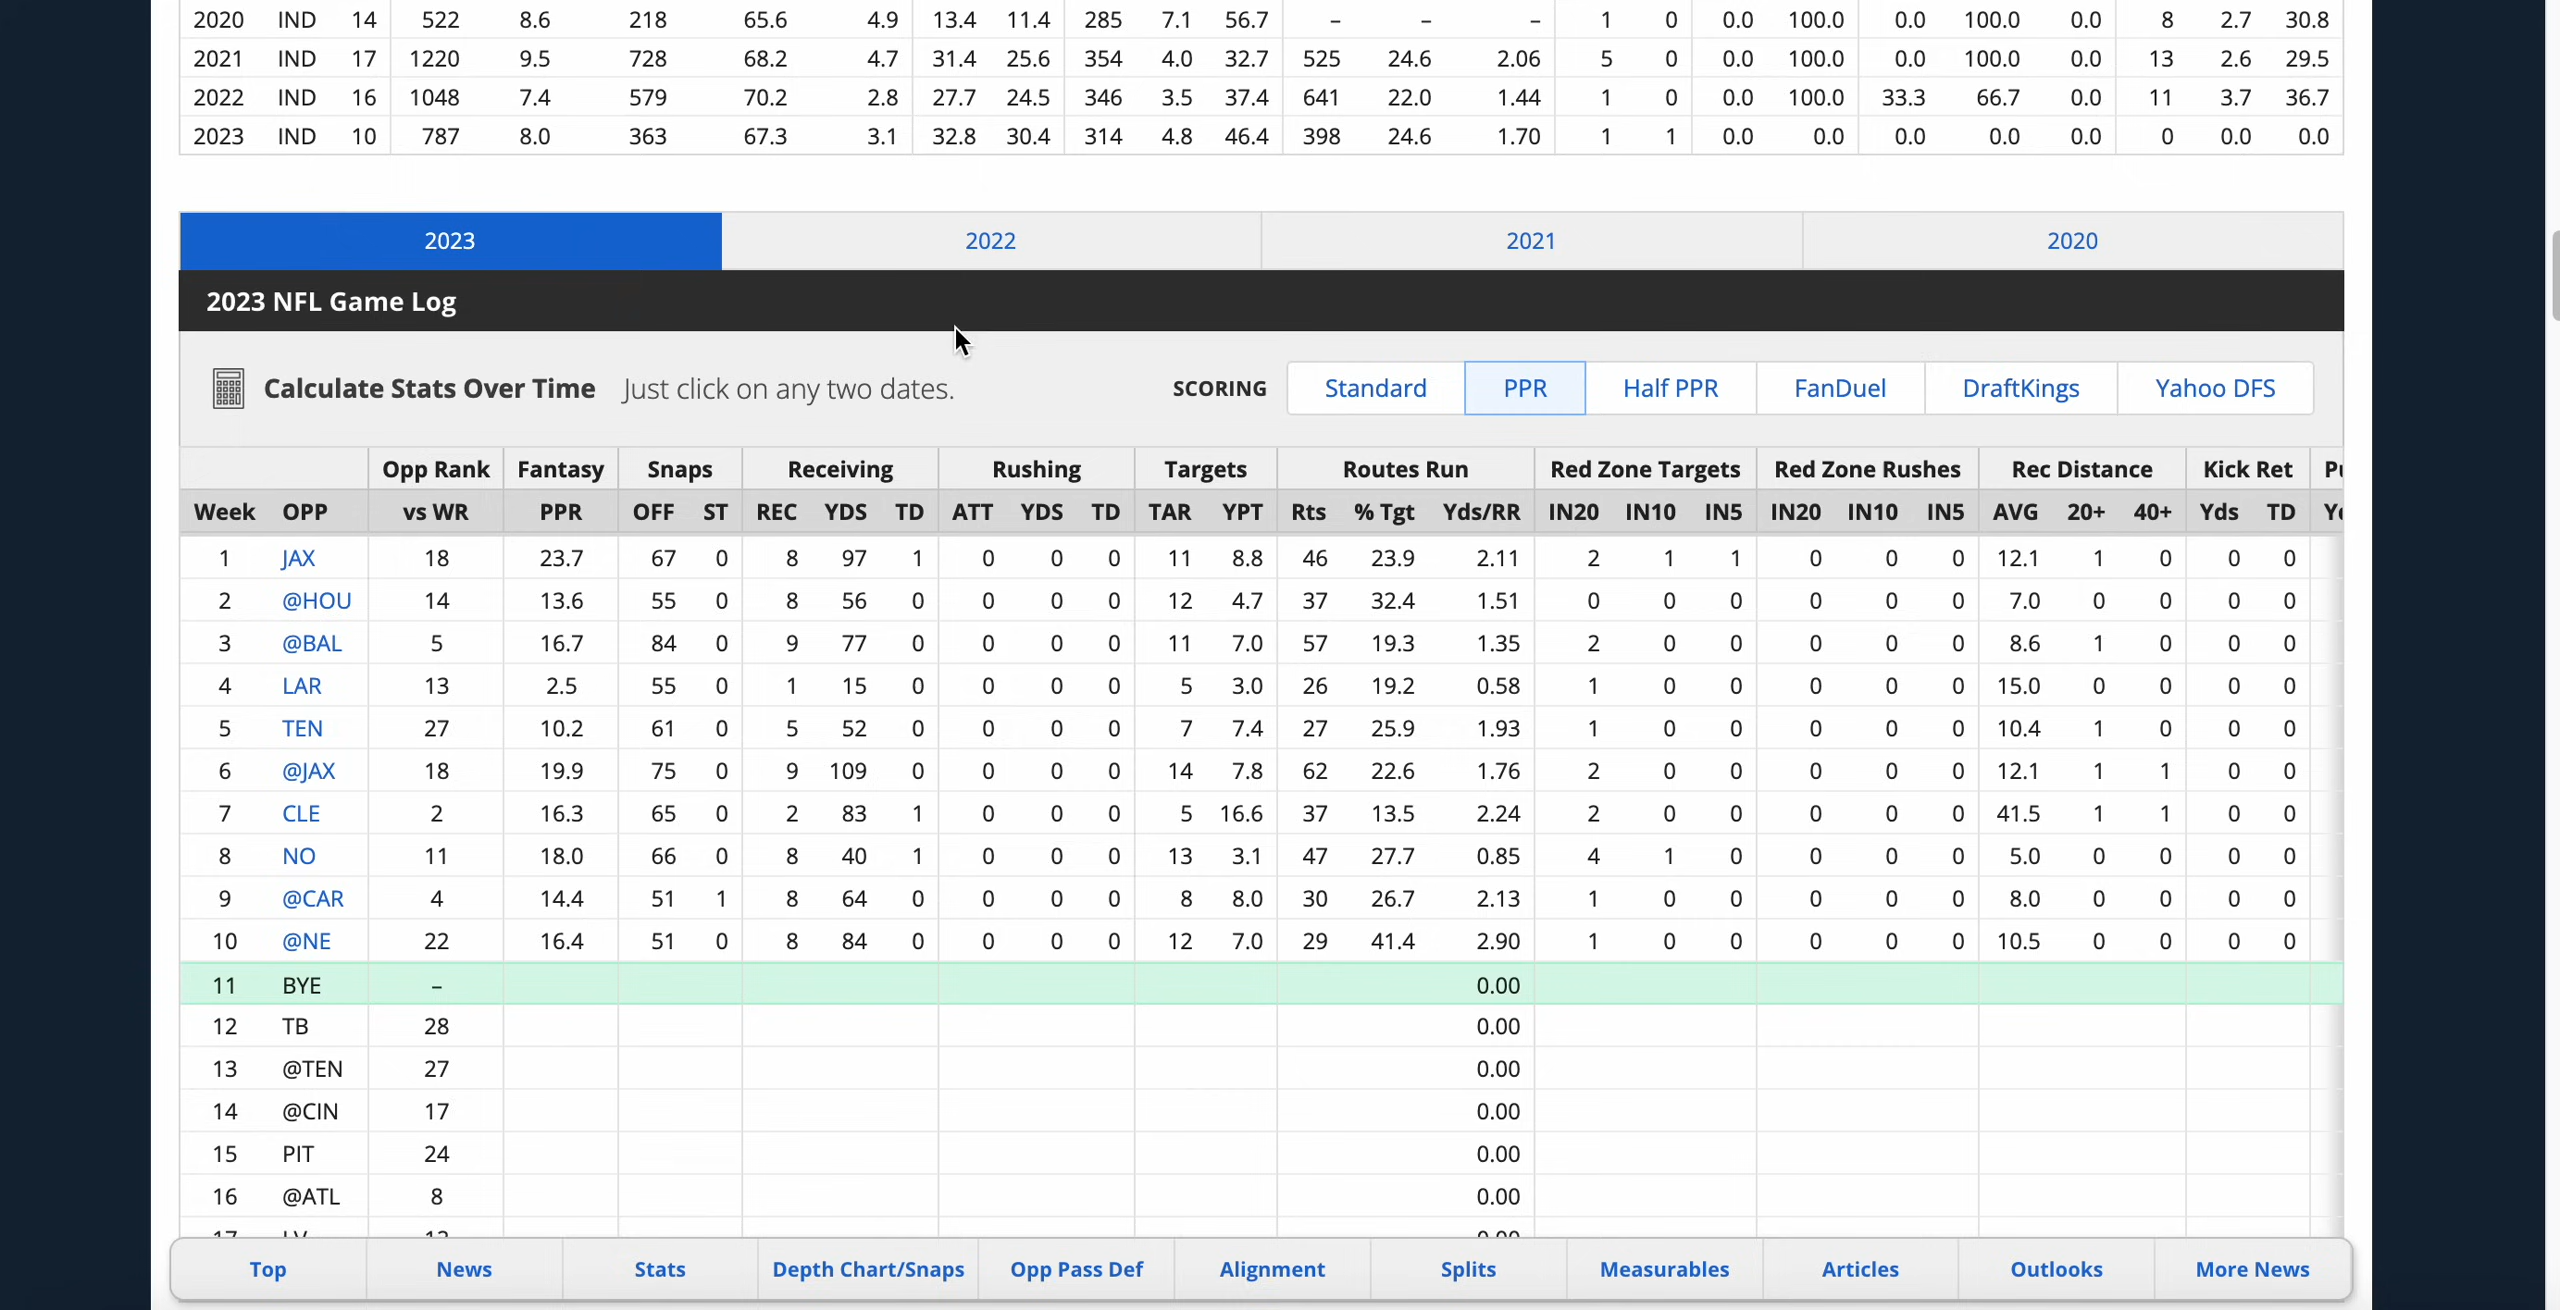 2020 IND 14 522 8.6 218 65.6 4.9 13.4 11.4 285 7.1 56.7 – – – 1 0 0.0 100.0 0.0 100.0 0.0 8 2.7 30.8
2021 IND 17 1220 9.5 728 68.2 4.7 31.4 25.6 354 4.0 32.7 525 24.6 2.06 5 0 0.0 100.0 0.0 100.0 0.0 13 2.6 29.5
2022 IND 16 1048 7.4 579 70.2 2.8 27.7 24.5 346 3.5 37.4 641 22.0 1.44 1 0 0.0 100.0 33.3 66.7 0.0 11 3.7 36.7
2023 IND 10 787 8.0 363 67.3 3.1 32.8 30.4 314 4.8 46.4 398 24.6 1.70 1 1 0.0 0.0 0.0 0.0 0.0 0 0.0 0.0
2023 2022 2021 2020
2023 NFL Game Log
Calculate Stats Over Time Just click on any two dates. SCORING Standard PPR Half PPR FanDuel DraftKings Yahoo DFS
Opp Rank Fantasy Snaps Receiving Rushing Targets Routes Run Red Zone Targets Red Zone Rushes Rec Distance Kick Ret
Week OPP vs WR PPR OFF ST REC YDS TD ATT YDS TD TAR YPT Rts % Tgt Yds/RR IN20 IN10 IN5 IN20 IN10 IN5 AVG 20+ 40+ Yds TD
1 JAX 18 23.7 67 0 8 97 1 0 0 0 11 8.8 46 23.9 2.11 2 1 1 0 0 0 12.1 1 0 0 0
2 @HOU 14 13.6 55 0 8 56 0 0 0 0 12 4.7 37 32.4 1.51 0 0 0 0 0 0 7.0 0 0 0 0
3 @BAL 5 16.7 84 0 9 77 0 0 0 0 11 7.0 57 19.3 1.35 2 0 0 0 0 0 8.6 1 0 0 0
4 LAR 13 2.5 55 0 1 15 0 0 0 0 5 3.0 26 19.2 0.58 1 0 0 0 0 0 15.0 0 0 0 0
5 TEN 27 10.2 61 0 5 52 0 0 0 0 7 7.4 27 25.9 1.93 1 0 0 0 0 0 10.4 1 0 0 0
6 @JAX 18 19.9 75 0 9 109 0 0 0 0 14 7.8 62 22.6 1.76 2 0 0 0 0 0 12.1 1 1 0 0
7 CLE 2 16.3 65 0 2 83 1 0 0 0 5 16.6 37 13.5 2.24 2 0 0 0 0 0 41.5 1 1 0 0
8 NO 11 18.0 66 0 8 40 1 0 0 0 13 3.1 47 27.7 0.85 4 1 0 0 0 0 5.0 0 0 0 0
9 @CAR 4 14.4 51 1 8 64 0 0 0 0 8 8.0 30 26.7 2.13 1 0 0 0 0 0 8.0 0 0 0 0
10 @NE 22 16.4 51 0 8 84 0 0 0 0 12 7.0 29 41.4 2.90 1 0 0 0 0 0 10.5 0 0 0 0
11 BYE – 0.00
12 TB 28 0.00
13 @TEN 27 0.00
14 @CIN 17 0.00
15 PIT 24 0.00
16 @ATL 8 0.00
Top News Stats Depth Chart/Snaps Opp Pass Def Alignment Splits Measurables Articles Outlooks More News